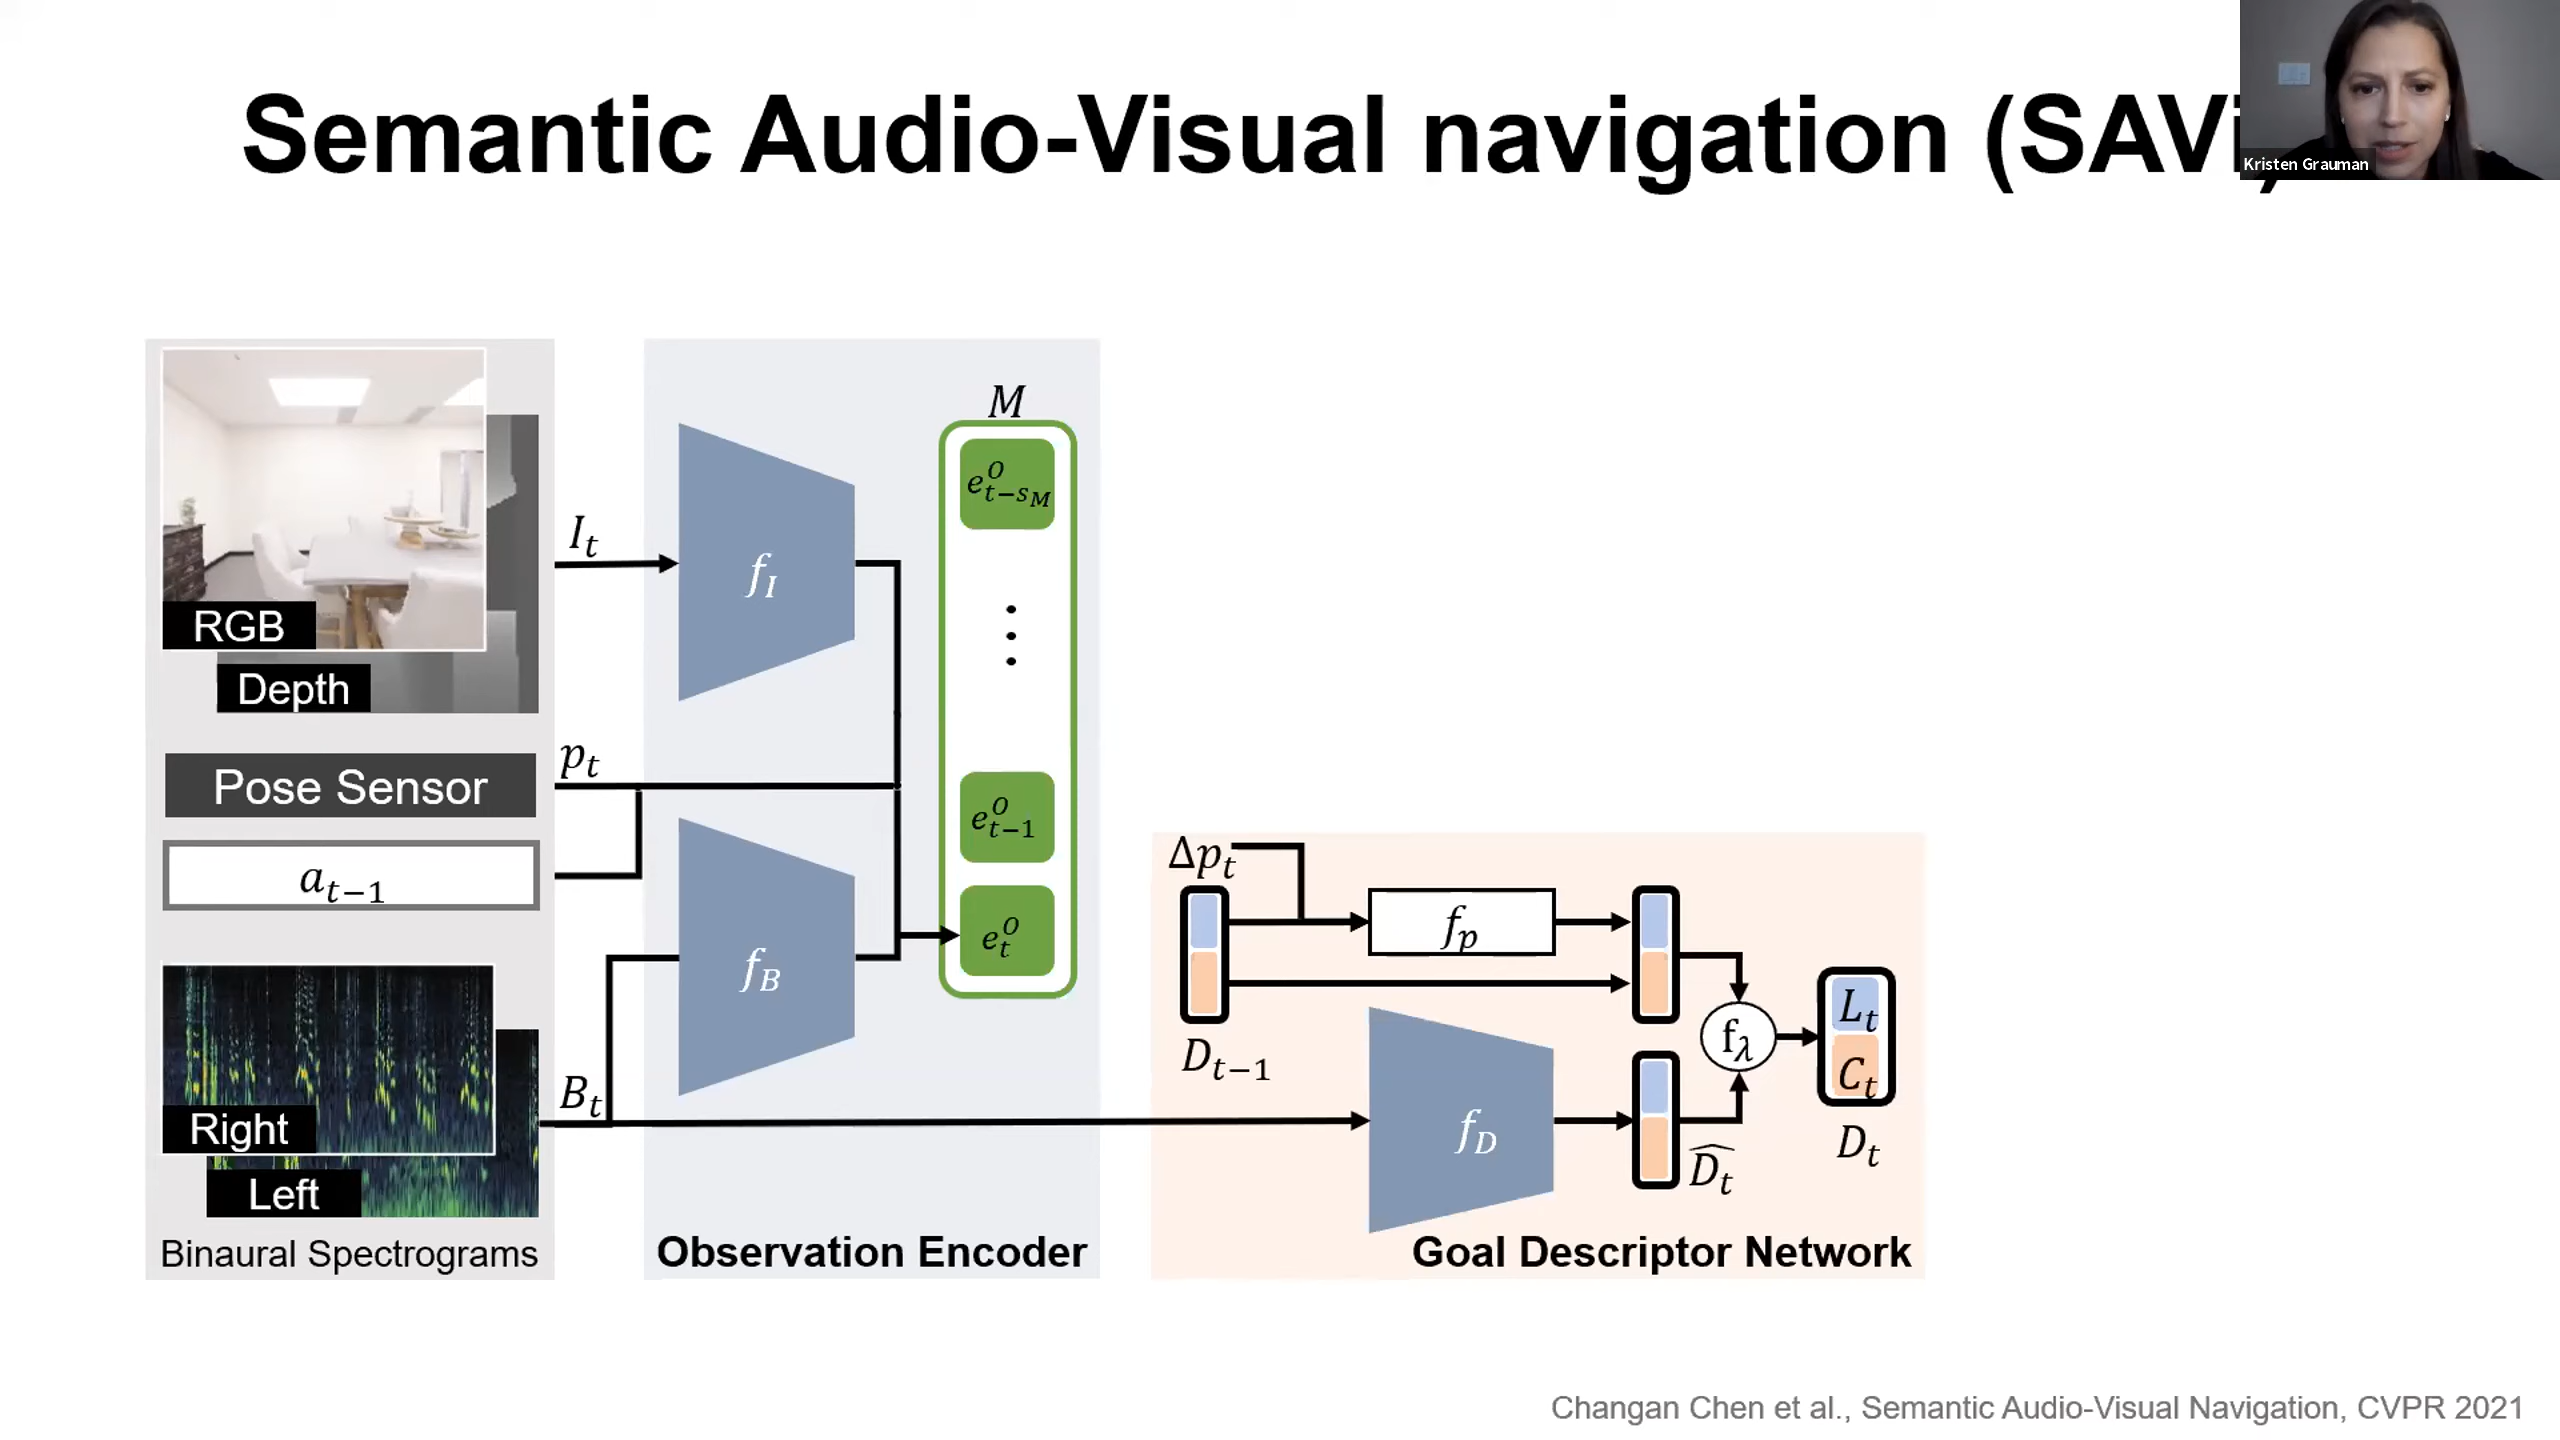 Semantic Audio-Visual navigation (SAVi)
Kristen Grauman
RGB
Depth
Pose Sensor
a_{t-1}
Right
Left
Binaural Spectrograms
I_t
p_t
B_t
f_I
f_B
M
e^O_{t-s_M}
⋮
e^O_{t-1}
e^O_t
Observation Encoder
Δp_t
D_{t-1}
f_p
f_D
\widehat{D_t}
f_λ
L_t
C_t
D_t
Goal Descriptor Network
Changan Chen et al., Semantic Audio-Visual Navigation, CVPR 2021